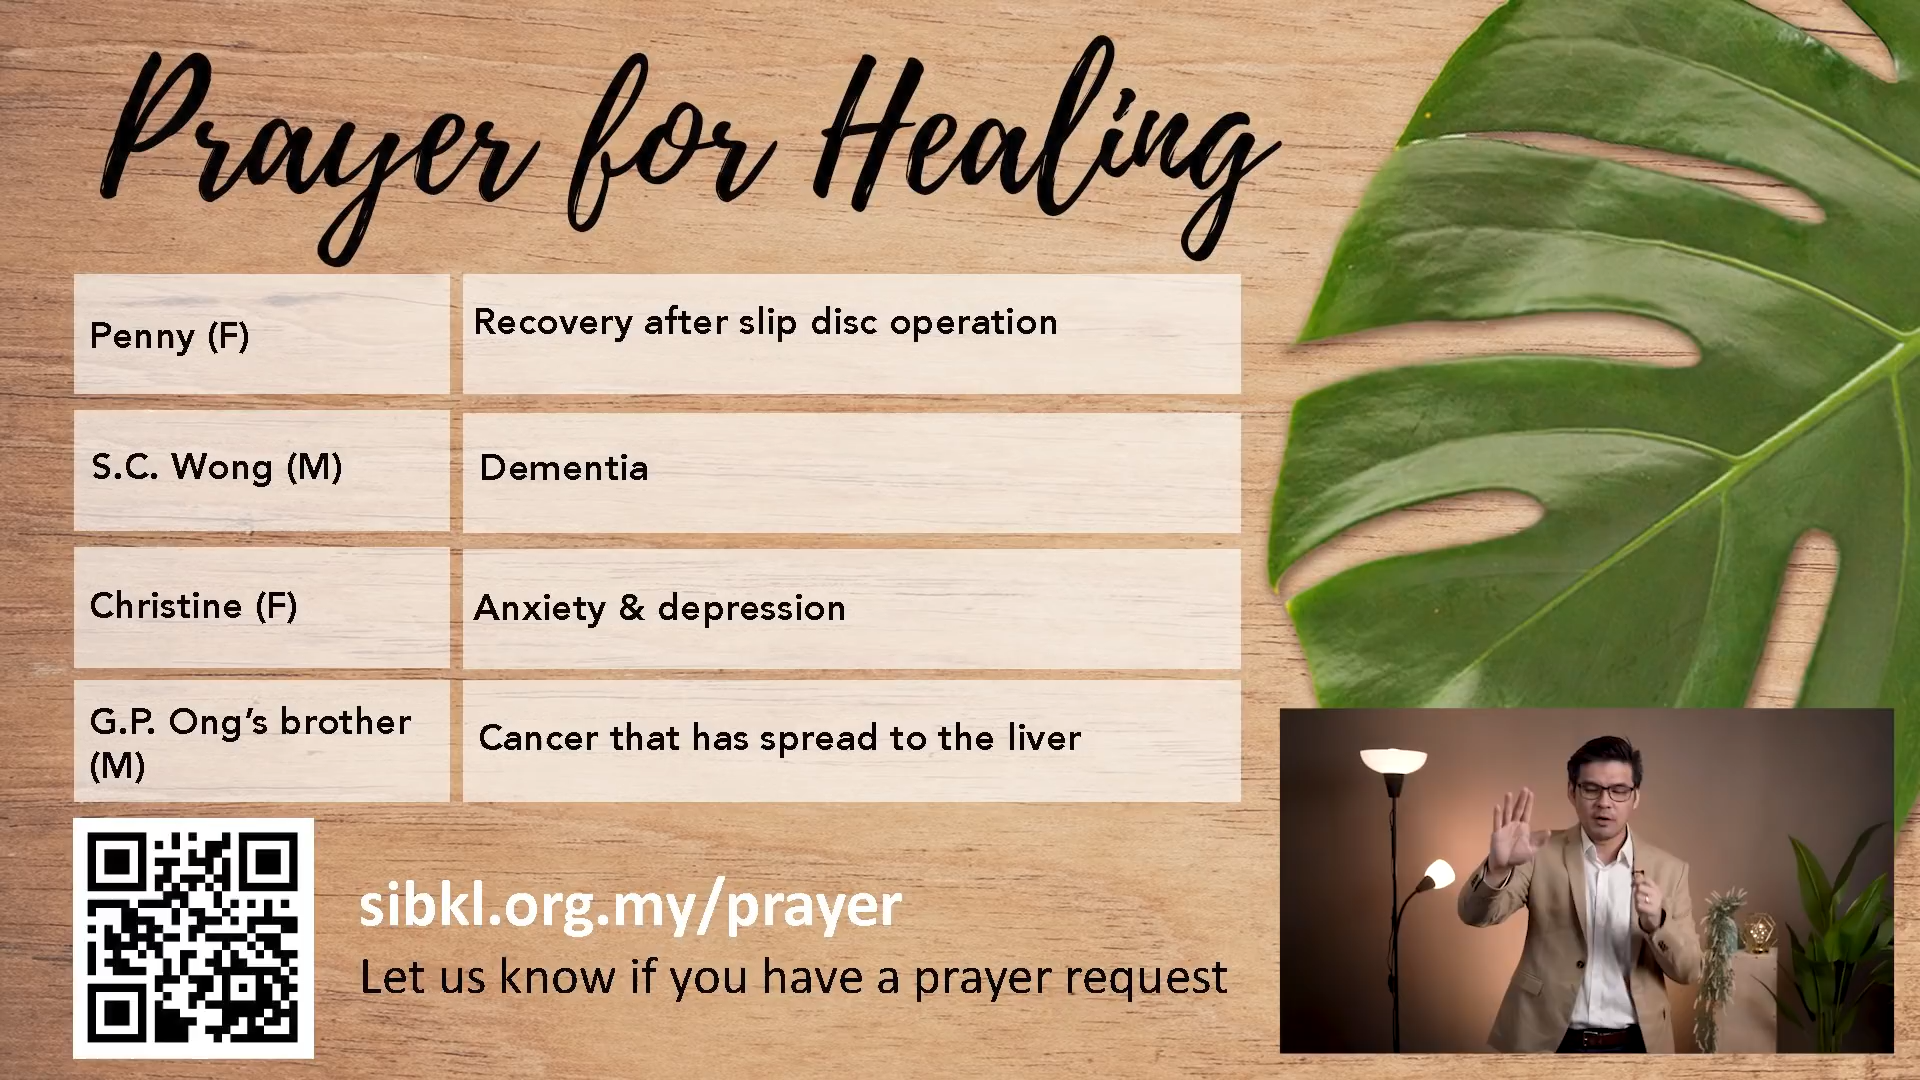 Prayer for Healing
Penny (F)
Recovery after slip disc operation
S.C. Wong (M)
Dementia
Christine (F)
Anxiety & depression
G.P. Ong’s brother
(M)
Cancer that has spread to the liver
sibkl.org.my/prayer
Let us know if you have a prayer request